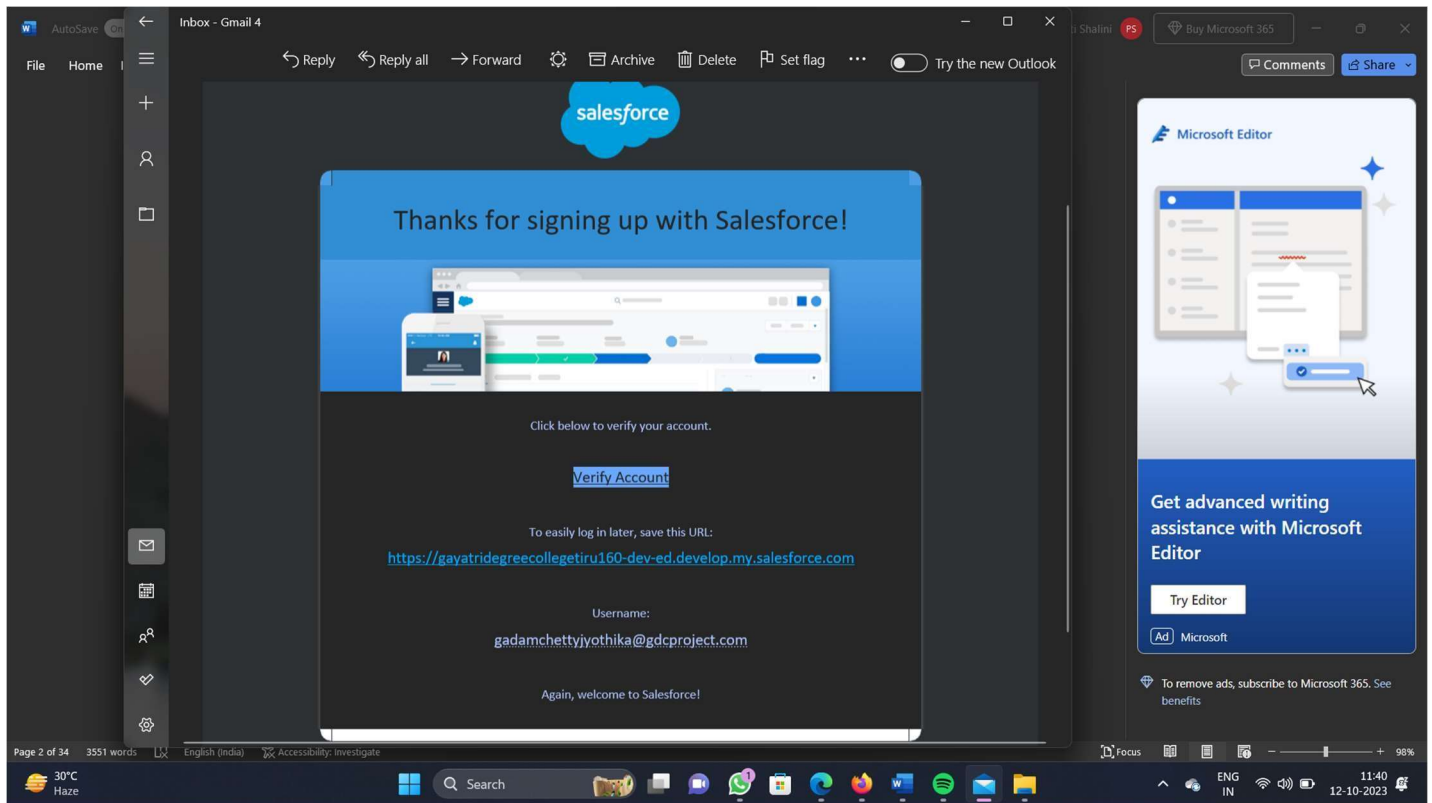 AutoSave
Inbox - Gmail 4
Shalini
PS
Buy Microsoft 365
File
Home
Reply
Reply all
Forward
Archive
Delete
Set flag
Try the new Outlook
Comments
Share
salesforce
Thanks for signing up with Salesforce!
Click below to verify your account.
Verify Account
To easily log in later, save this URL:
https://gayatridegreecollegetiru160-dev-ed.develop.my.salesforce.com
Username:
gadamchettyjyothika@gdcproject.com
Again, welcome to Salesforce!
Microsoft Editor
Get advanced writing
assistance with Microsoft
Editor
Try Editor
Ad Microsoft
To remove ads, subscribe to Microsoft 365. See
benefits
Page 2 of 34
3551 words
English (India)
Accessibility: Investigate
Focus
98%
30°C
Haze
Search
1
ENG
IN
11:40
12-10-2023